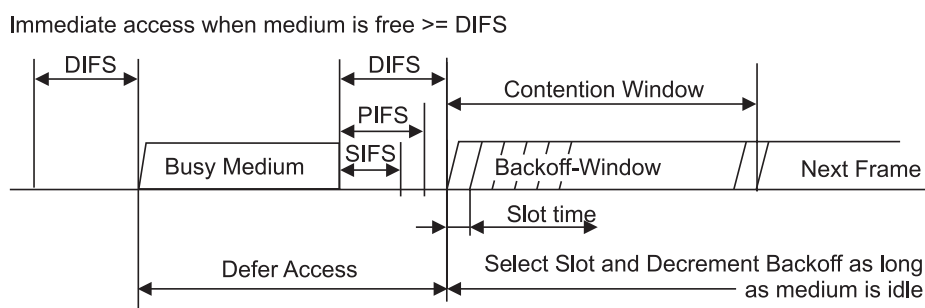 Immediate access when medium is free >= DIFS
DIFS
DIFS
Contention Window
PIFS
SIFS
Busy Medium
Backoff-Window
Next Frame
Slot time
Defer Access
Select Slot and Decrement Backoff as long
as medium is idle